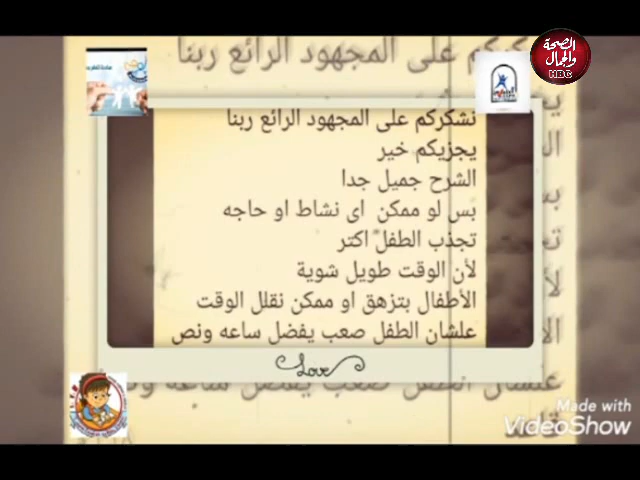 الصحة
والجمال
HBC
نشكركم على المجهود الرائع ربنا
يجزيكم خير
الشرح جميل جدا
بس لو ممكن اى نشاط او حاجه
تجذب الطفل اكتر
لأن الوقت طويل شوية
الأطفال بتزهق او ممكن نقلل الوقت
علشان الطفل صعب يفضل ساعه ونص
Love
Made with
VideoShow